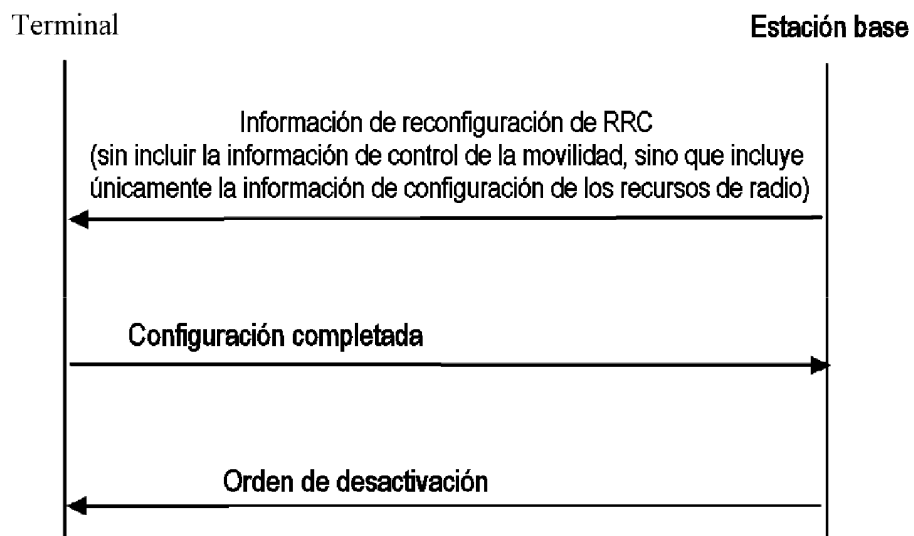 Terminal
Estación base
Información de reconfiguración de RRC
(sin incluir la información de control de la movilidad, sino que incluye
únicamente la información de configuración de los recursos de radio)
Configuración completada
Orden de desactivación